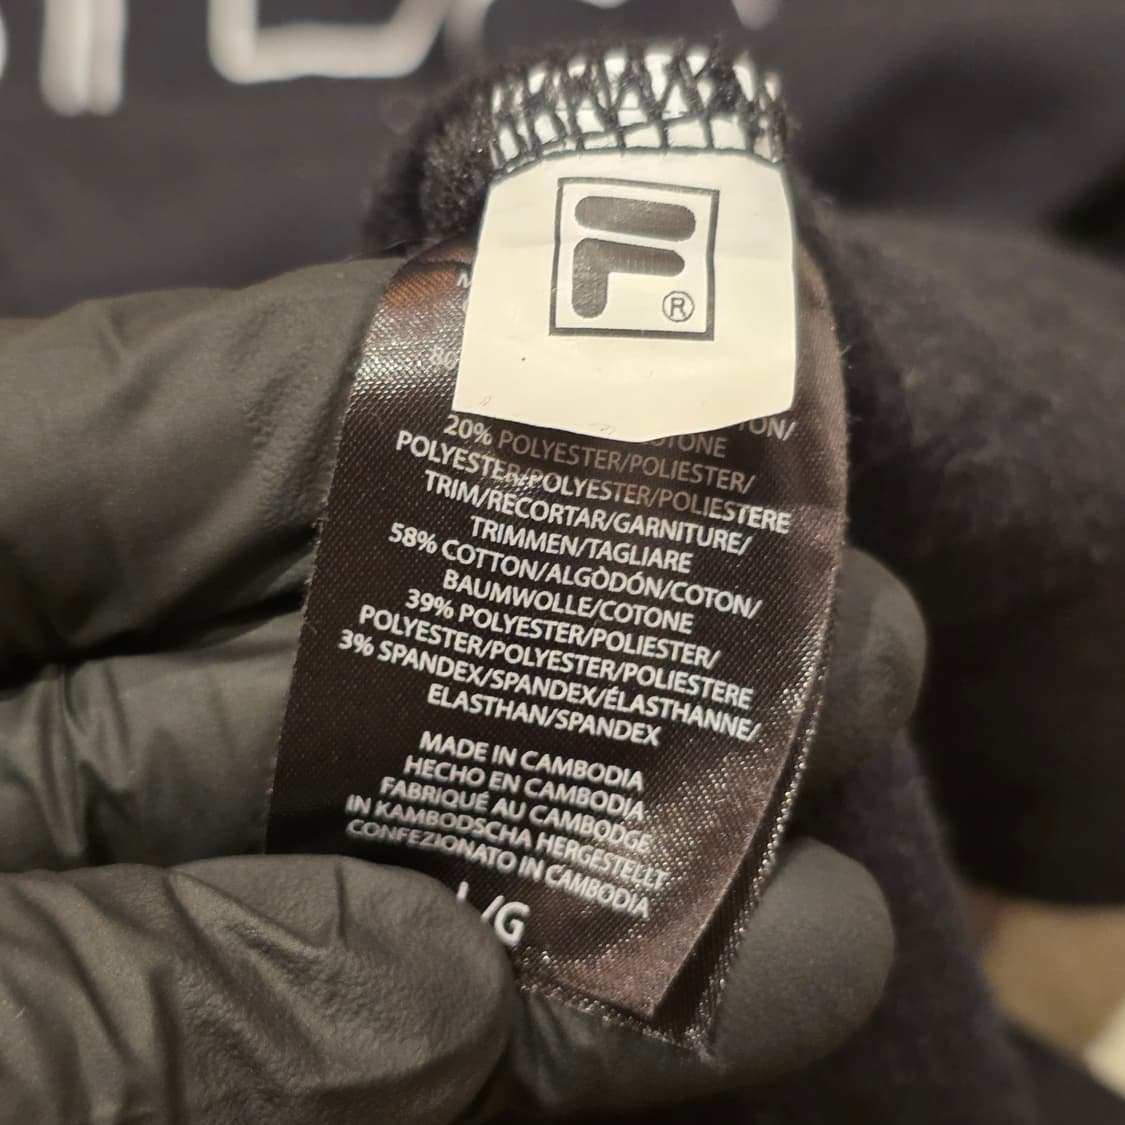 F®
20% POLYESTER/POLIESTER/
POLYESTER/POLYESTER/POLIESTERE
TRIM/RECORTAR/GARNITURE/
TRIMMEN/TAGLIARE
58% COTTON/ALGÒDÓN/COTON/
BAUMWOLLE/COTONE
39% POLYESTER/POLIESTER/
POLYESTER/POLYESTER/POLIESTERE
3% SPANDEX/SPANDEX/ÉLASTHANNE/
ELASTHAN/SPANDEX
MADE IN CAMBODIA
HECHO EN CAMBODIA
FABRIQUÉ AU CAMBODGE
IN KAMBODSCHA HERGESTELLT
CONFEZIONATO IN CAMBODIA
L/G